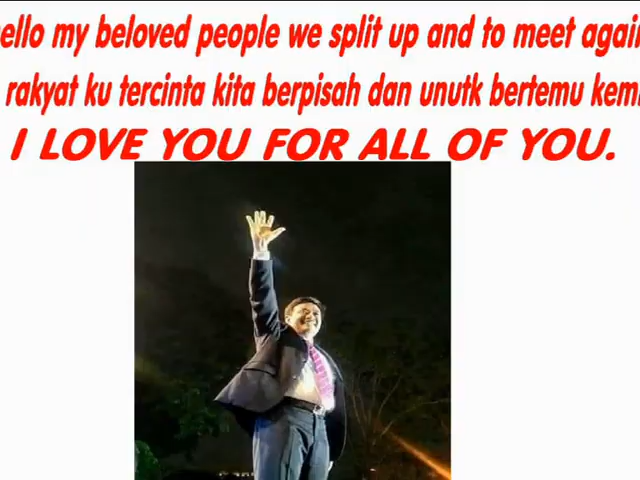 ello my beloved people we split up and to meet again
rakyat ku tercinta kita berpisah dan unutk bertemu kem
I LOVE YOU FOR ALL OF YOU.